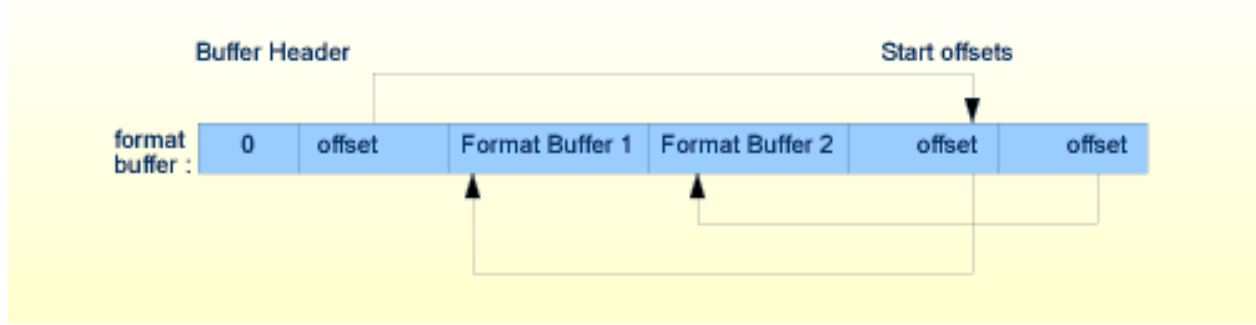 Buffer Header
Start offsets
format
buffer :
0
offset
Format Buffer 1
Format Buffer 2
offset
offset